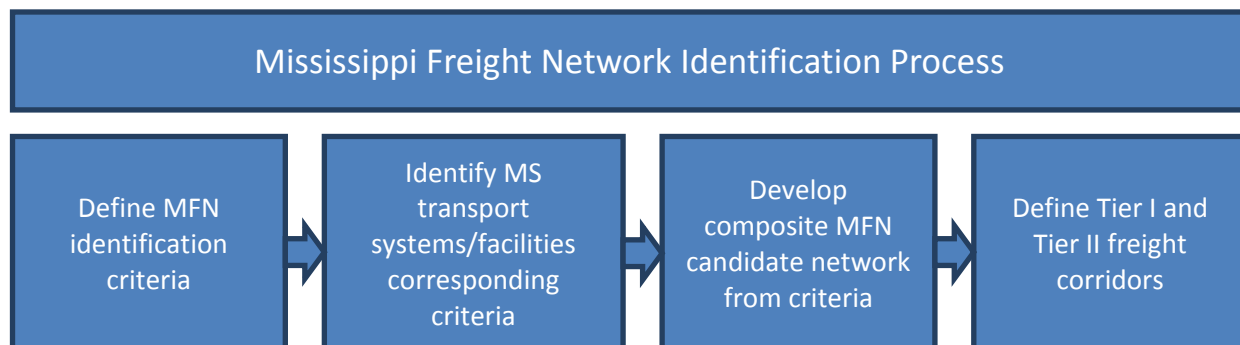 Mississippi Freight Network Identification Process
Define MFN
identification
criteria
Identify MS
transport
systems/facilities
corresponding
criteria
Develop
composite MFN
candidate network
from criteria
Define Tier I and
Tier II freight
corridors